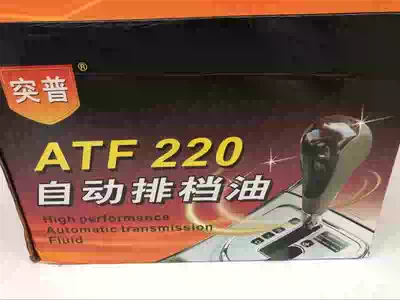 突普®
ATF 220
自动排档油
High performance
Automatic transmission
Fluid